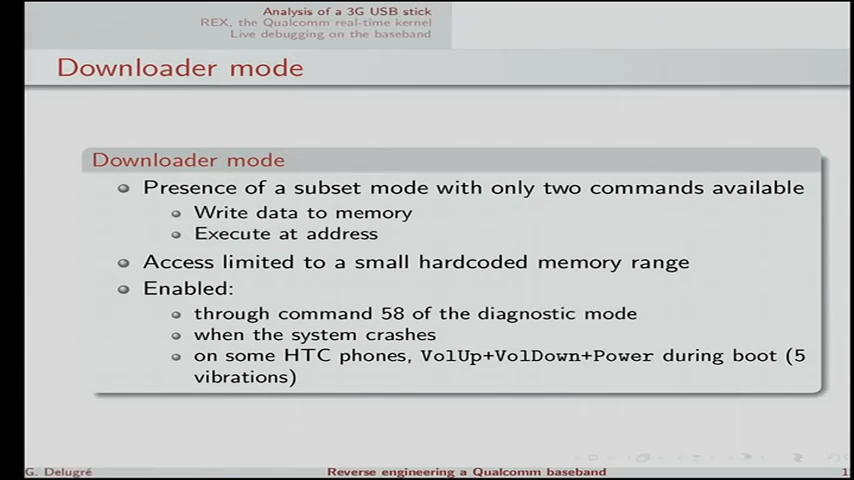 Analysis of a 3G USB stick
REX, the Qualcomm real-time kernel
Live debugging on the baseband
Downloader mode
Downloader mode
Presence of a subset mode with only two commands available
Write data to memory
Execute at address
Access limited to a small hardcoded memory range
Enabled:
through command 58 of the diagnostic mode
when the system crashes
on some HTC phones, VolUp+VolDown+Power during boot (5
vibrations)
G. Delugré
Reverse engineering a Qualcomm baseband